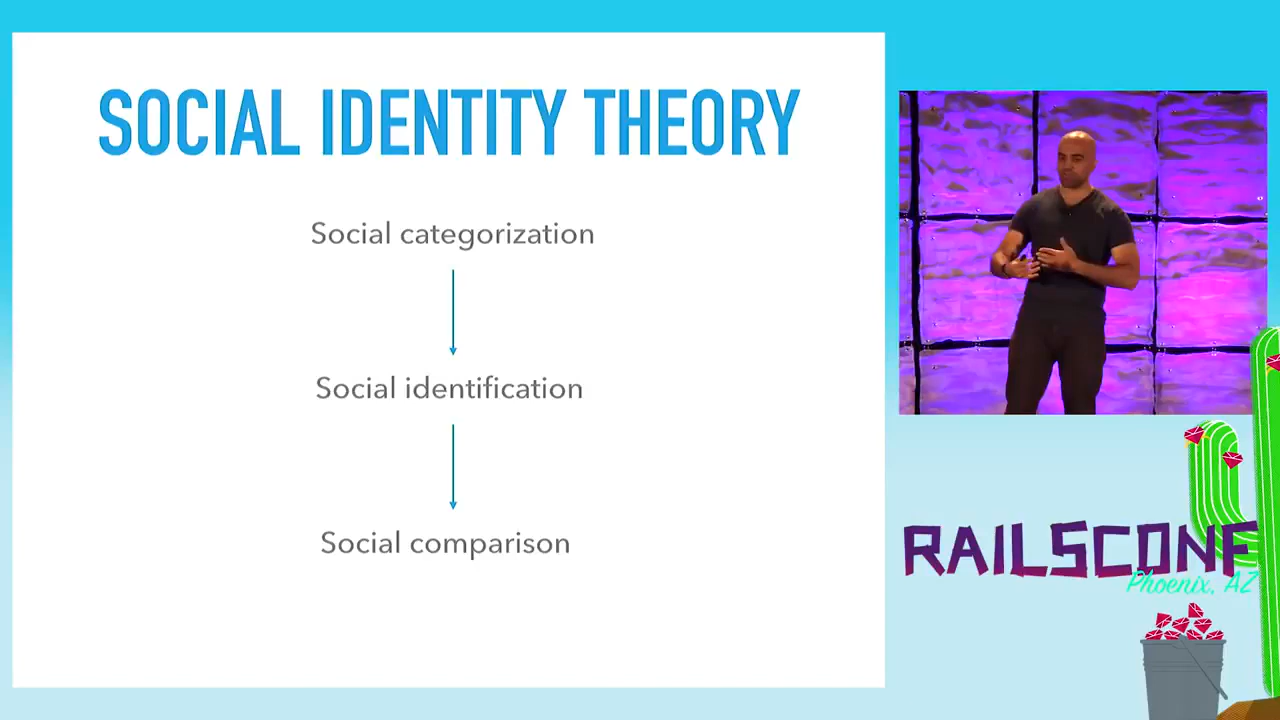 SOCIAL IDENTITY THEORY
Social categorization
Social identification
Social comparison
RAILSCONF
Phoenix, AZ